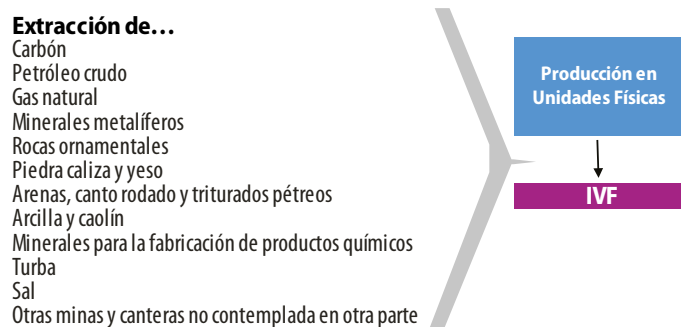 Extracción de…
Carbón
Petróleo crudo
Gas natural
Minerales metalíferos
Rocas ornamentales
Piedra caliza y yeso
Arenas, canto rodado y triturados pétreos
Arcilla y caolín
Minerales para la fabricación de productos químicos
Turba
Sal
Otras minas y canteras no contemplada en otra parte
Producción en
Unidades Físicas
IVF